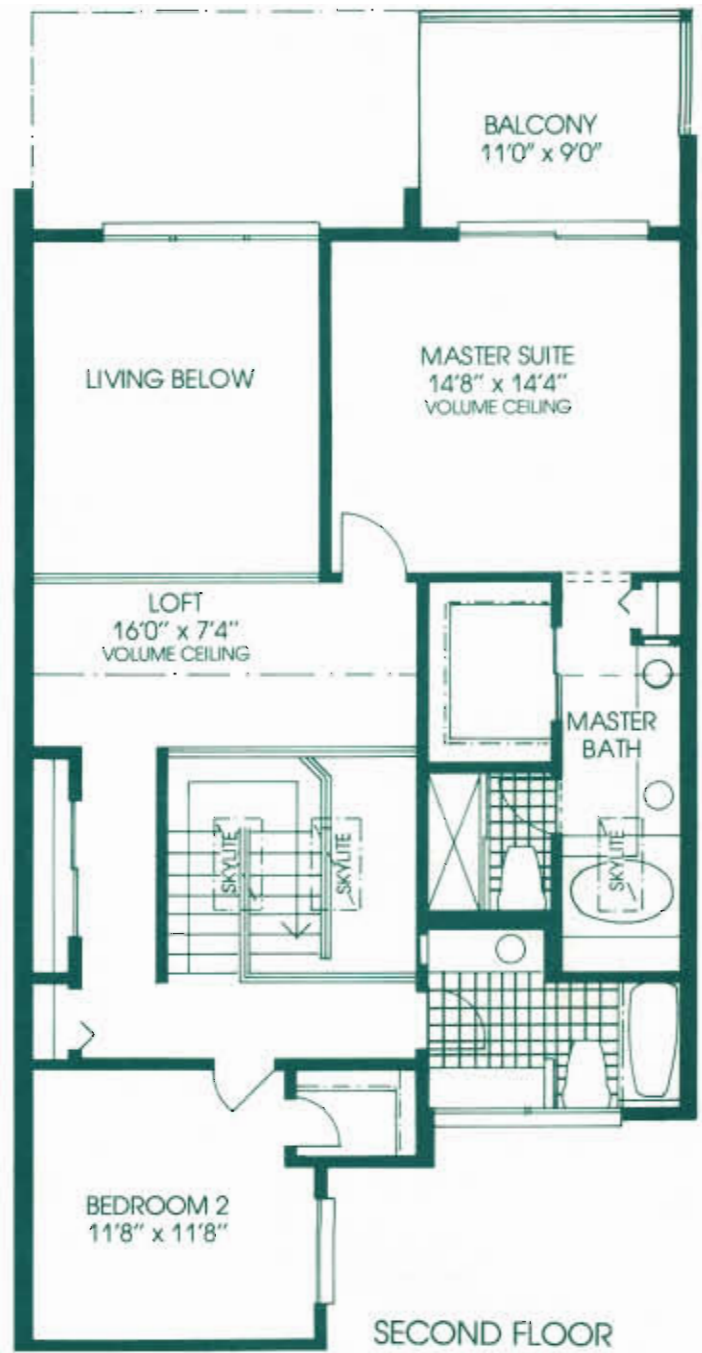 BALCONY
11'0" x 9'0"
LIVING BELOW
MASTER SUITE
14'8" x 14'4"
VOLUME CEILING
LOFT
16'0" x 7'4"
VOLUME CEILING
MASTER
BATH
SKYLITE
SKYLITE
SKYLITE
BEDROOM 2
11'8" x 11'8"
SECOND FLOOR